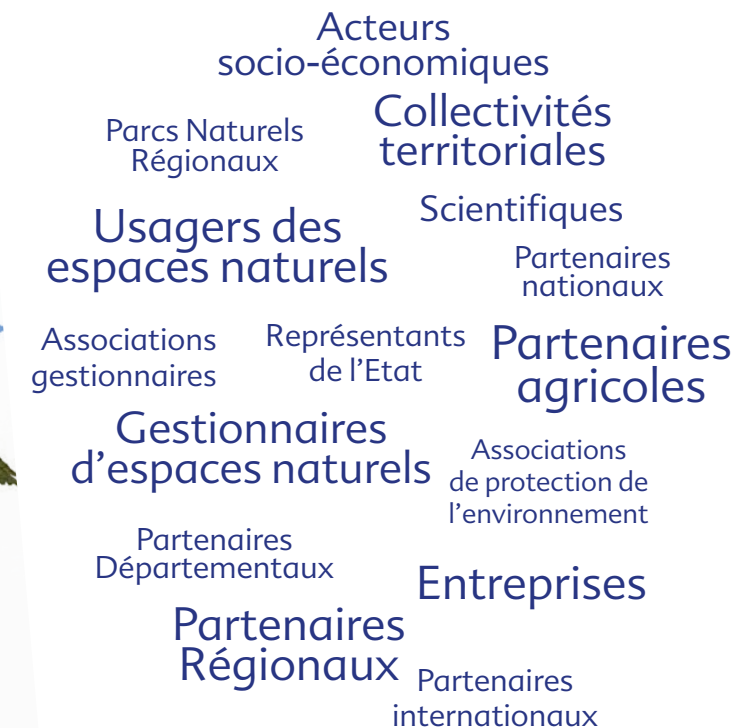 Acteurs
socio-économiques
Collectivités
territoriales
Parcs Naturels
Régionaux
Scientifiques
Usagers des
espaces naturels
Partenaires
nationaux
Associations
gestionnaires
Représentants
de l’Etat
Partenaires
agricoles
Gestionnaires
d’espaces naturels
Associations
de protection de
l’environnement
Partenaires
Départementaux
Entreprises
Partenaires
Régionaux
Partenaires
internationaux